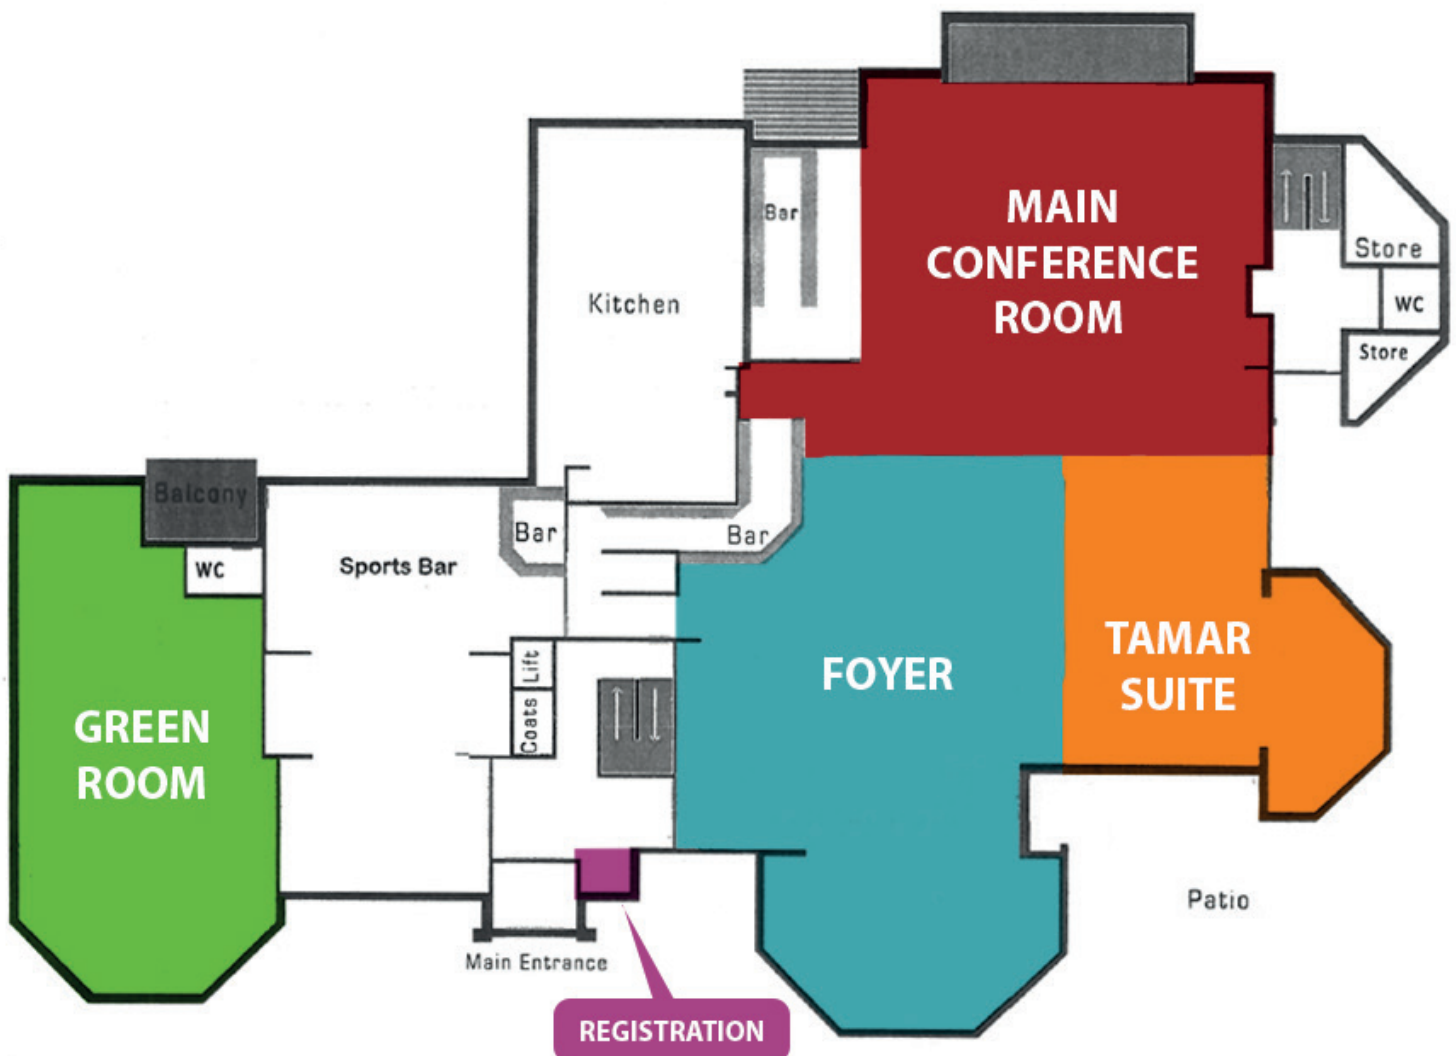 MAIN
CONFERENCE
ROOM
Bar
Store
WC
Store
Kitchen
Balcony
WC
Sports Bar
Bar
Bar
Lift
Coats
FOYER
TAMAR
SUITE
GREEN
ROOM
Patio
Main Entrance
REGISTRATION